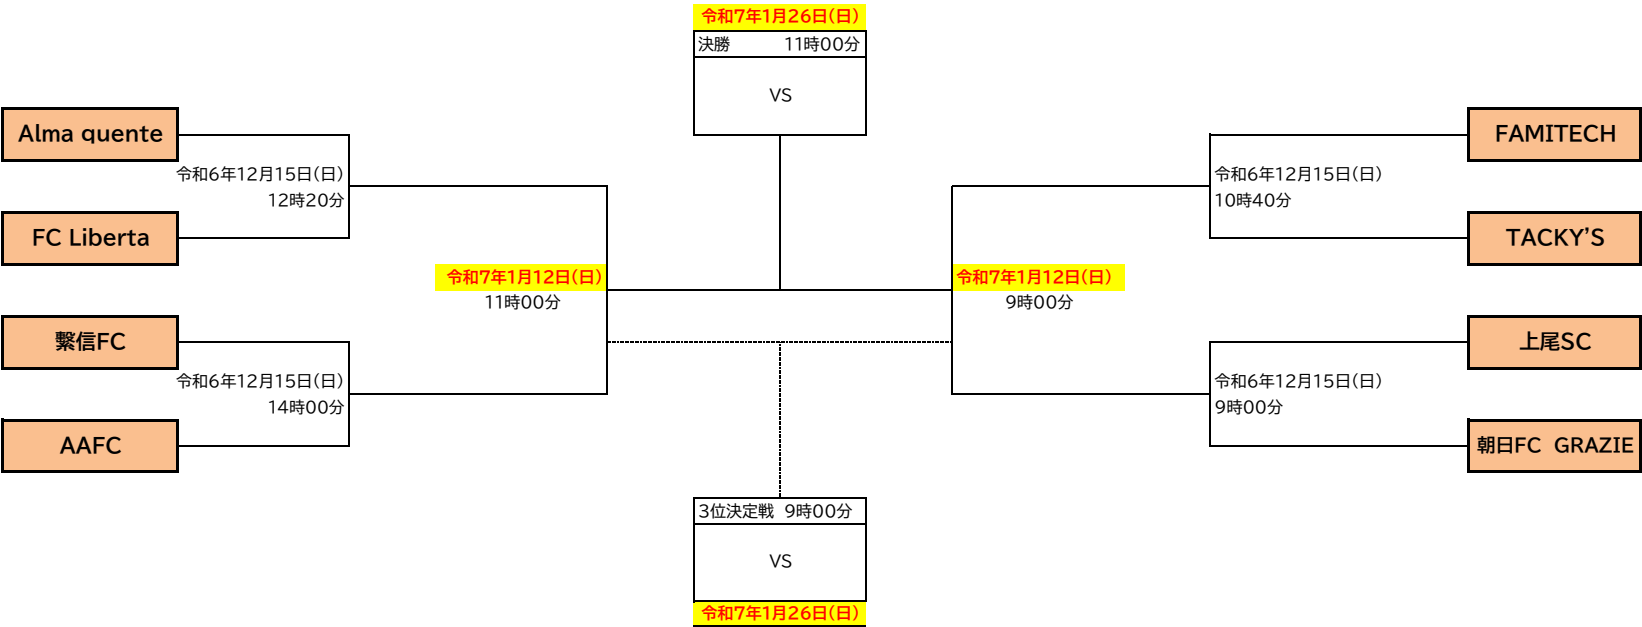 令和7年1月26日(日)
決勝 11時00分
VS
Alma quente
令和6年12月15日(日)
12時20分
FC Liberta
令和7年1月12日(日)
11時00分
繋信FC
令和6年12月15日(日)
14時00分
AAFC
FAMITECH
令和6年12月15日(日)
10時40分
TACKY'S
令和7年1月12日(日)
9時00分
上尾SC
令和6年12月15日(日)
9時00分
朝日FC GRAZIE
3位決定戦 9時00分
VS
令和7年1月26日(日)